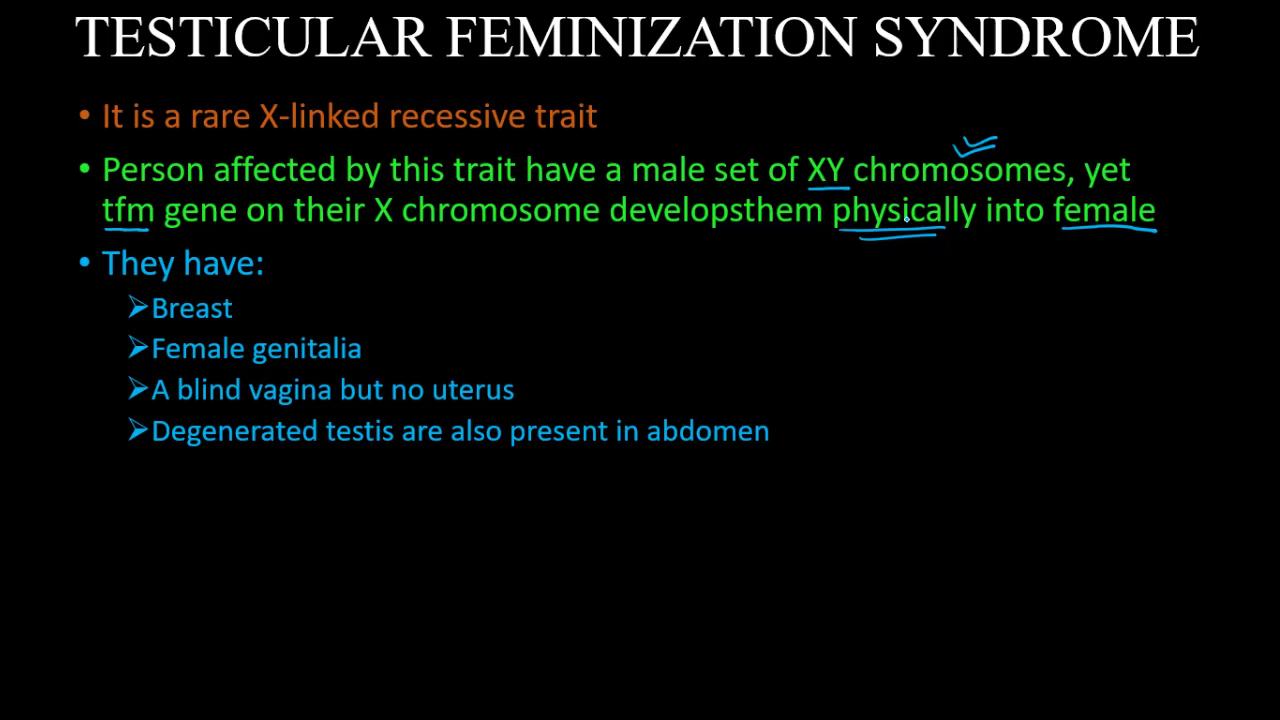 TESTICULAR FEMINIZATION SYNDROME
• It is a rare X-linked recessive trait
• Person affected by this trait have a male set of XY chromosomes, yet
tfm gene on their X chromosome developsthem physically into female
• They have:
➢Breast
➢Female genitalia
➢A blind vagina but no uterus
➢Degenerated testis are also present in abdomen